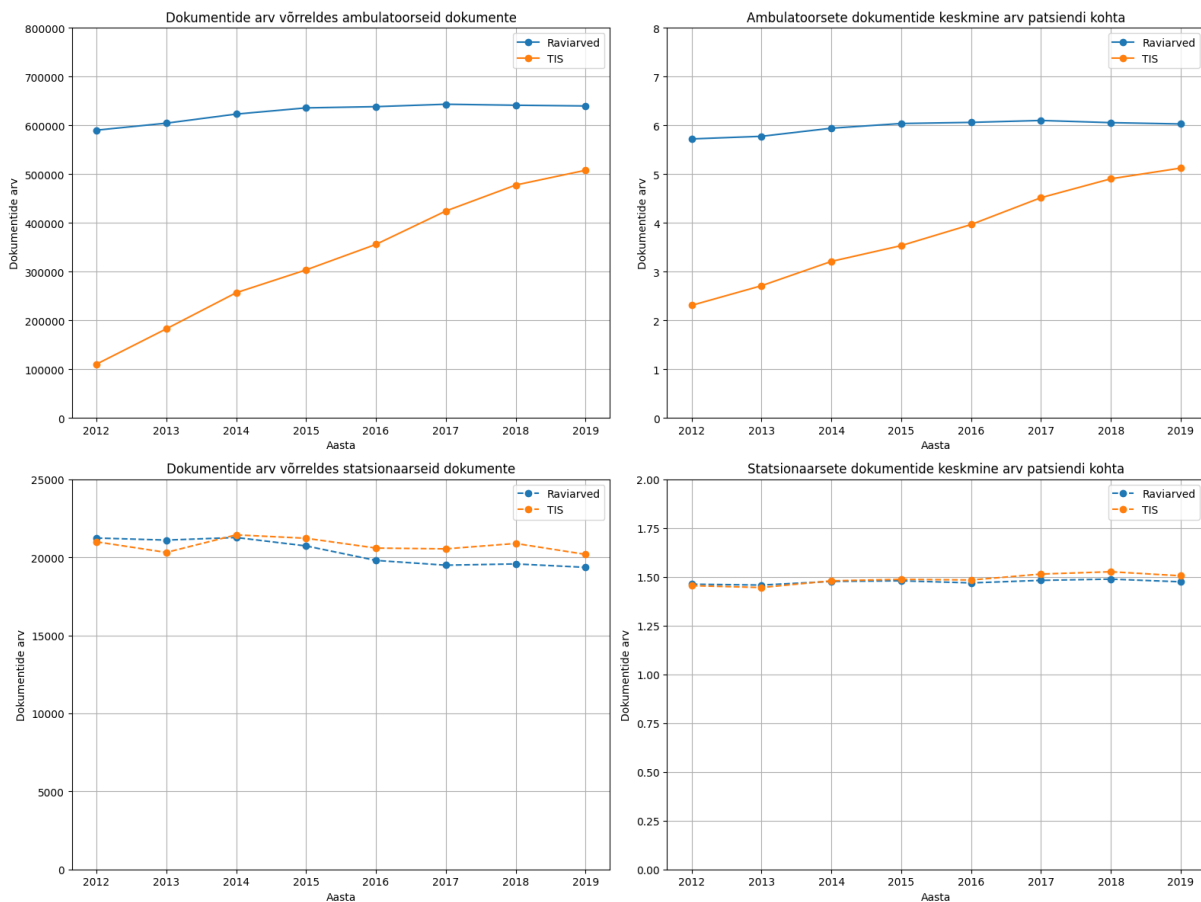 Dokumentide arv võrreldes ambulatoorseid dokumente
800000
700000
600000
500000
400000
300000
200000
100000
0
Dokumentide arv
Raviarved
TIS
2012 2013 2014 2015 2016 2017 2018 2019
Aasta
Ambulatoorsete dokumentide keskmine arv patsiendi kohta
8
7
6
5
4
3
2
1
0
Dokumentide arv
Raviarved
TIS
2012 2013 2014 2015 2016 2017 2018 2019
Aasta
Dokumentide arv võrreldes statsionaarseid dokumente
25000
20000
15000
10000
5000
0
Dokumentide arv
Raviarved
TIS
2012 2013 2014 2015 2016 2017 2018 2019
Aasta
Statsionaarsete dokumentide keskmine arv patsiendi kohta
2.00
1.75
1.50
1.25
1.00
0.75
0.50
0.25
0.00
Dokumentide arv
Raviarved
TIS
2012 2013 2014 2015 2016 2017 2018 2019
Aasta